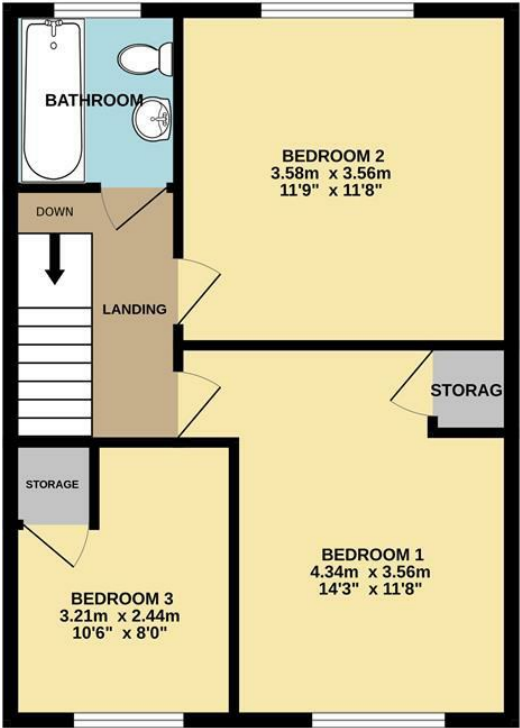 BATHROOM
BEDROOM 2
3.58m x 3.56m
11'9" x 11'8"
DOWN
LANDING
STORAG
STORAGE
BEDROOM 1
4.34m x 3.56m
14'3" x 11'8"
BEDROOM 3
3.21m x 2.44m
10'6" x 8'0"